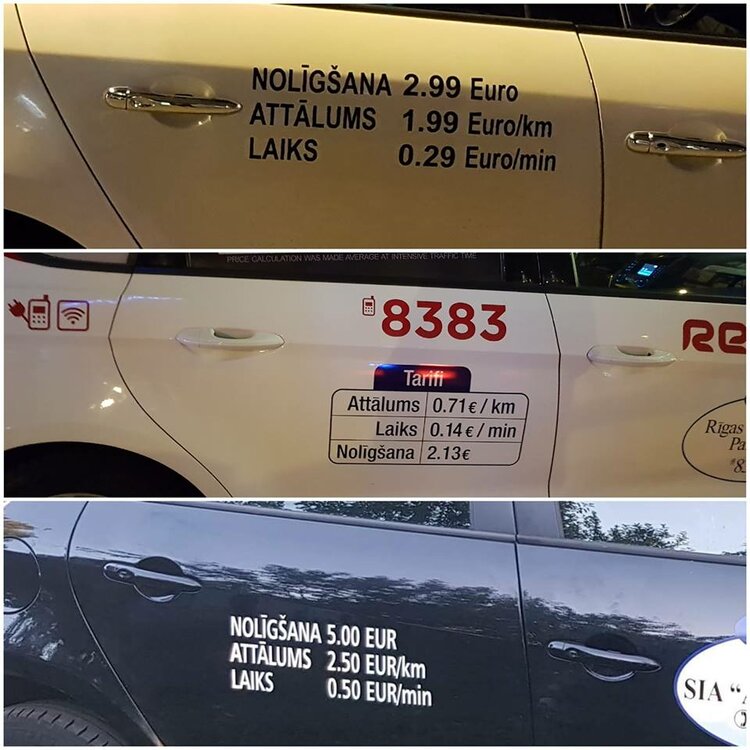 NOLĪGŠANA 2.99 Euro
ATTĀLUMS 1.99 Euro/km
LAIKS 0.29 Euro/min
PRICE CALCULATION WAS MADE AVERAGE AT INTENSIVE TRAFFIC TIME
8383
RE
Tarifi
Attālums 0.71€/km
Laiks 0.14€/min
Nolīgšana 2.13€
Rīgas
Pa
*8
NOLĪGŠANA 5.00 EUR
ATTĀLUMS 2.50 EUR/km
LAIKS 0.50 EUR/min
SIA "